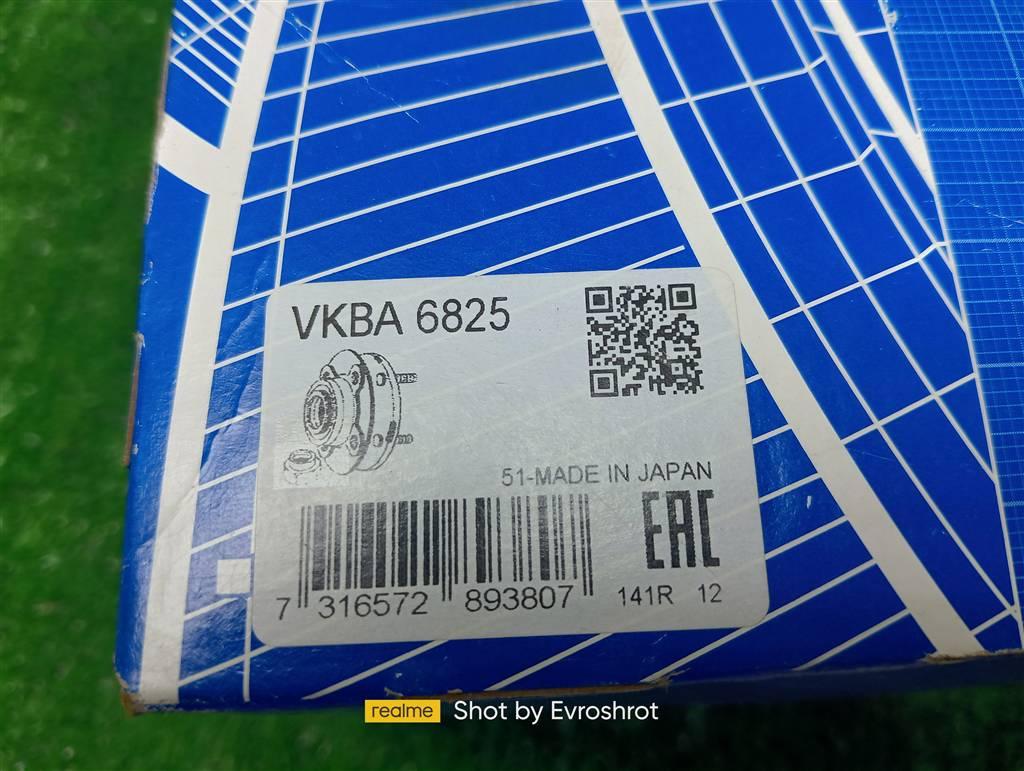 VKBA 6825
51-MADE IN JAPAN
EAC
7 316572 893807
141R 12
realme Shot by Evroshrot